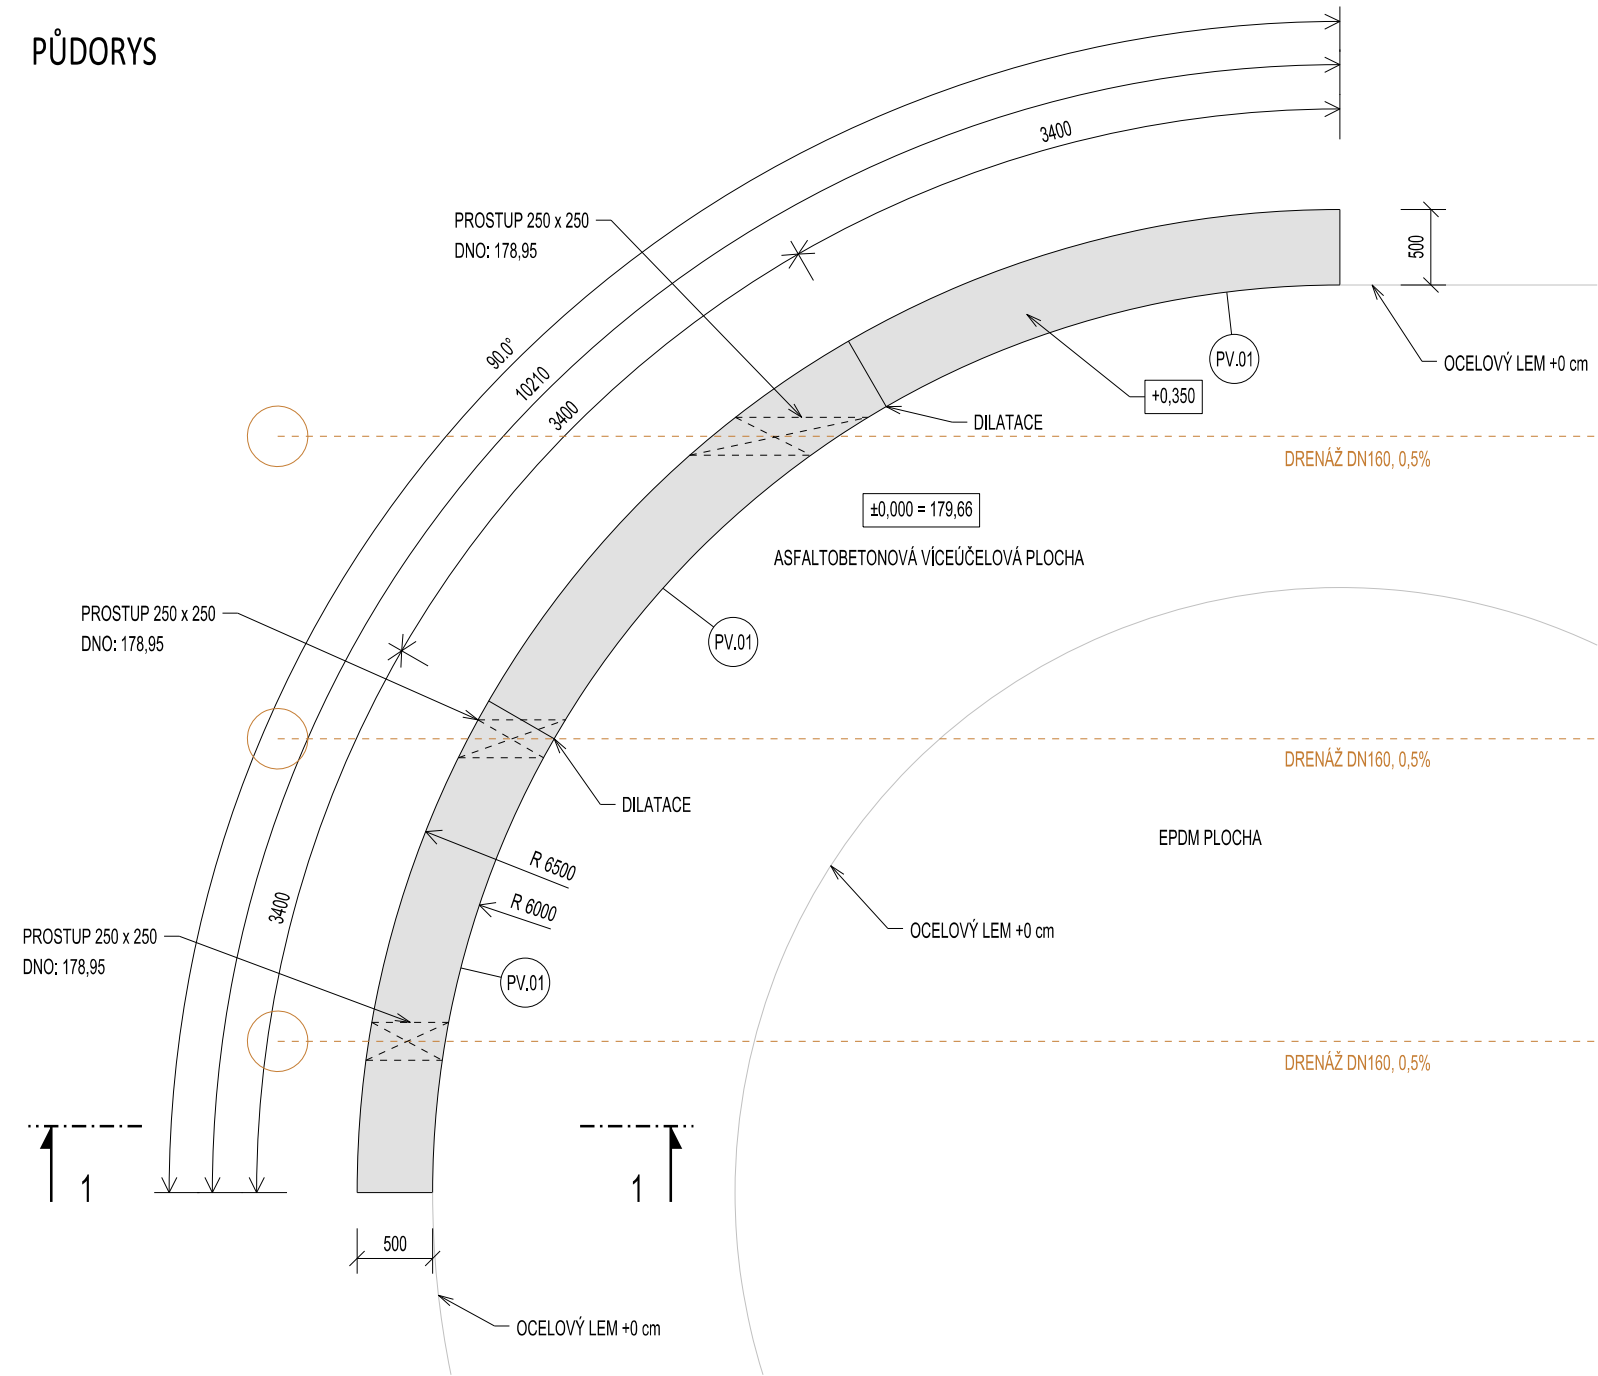 PŮDORYS
3400
PROSTUP 250 x 250
DNO: 178,95
500
90.0°
10210
3400
PV.01
OCELOVÝ LEM +0 cm
+0,350
DILATACE
DRENÁŽ DN160, 0,5%
±0,000 = 179,66
ASFALTOBETONOVÁ VÍCEÚČELOVÁ PLOCHA
PROSTUP 250 x 250
DNO: 178,95
PV.01
DRENÁŽ DN160, 0,5%
DILATACE
EPDM PLOCHA
R 6500
R 6000
3400
OCELOVÝ LEM +0 cm
PROSTUP 250 x 250
DNO: 178,95
PV.01
DRENÁŽ DN160, 0,5%
1
1
500
OCELOVÝ LEM +0 cm